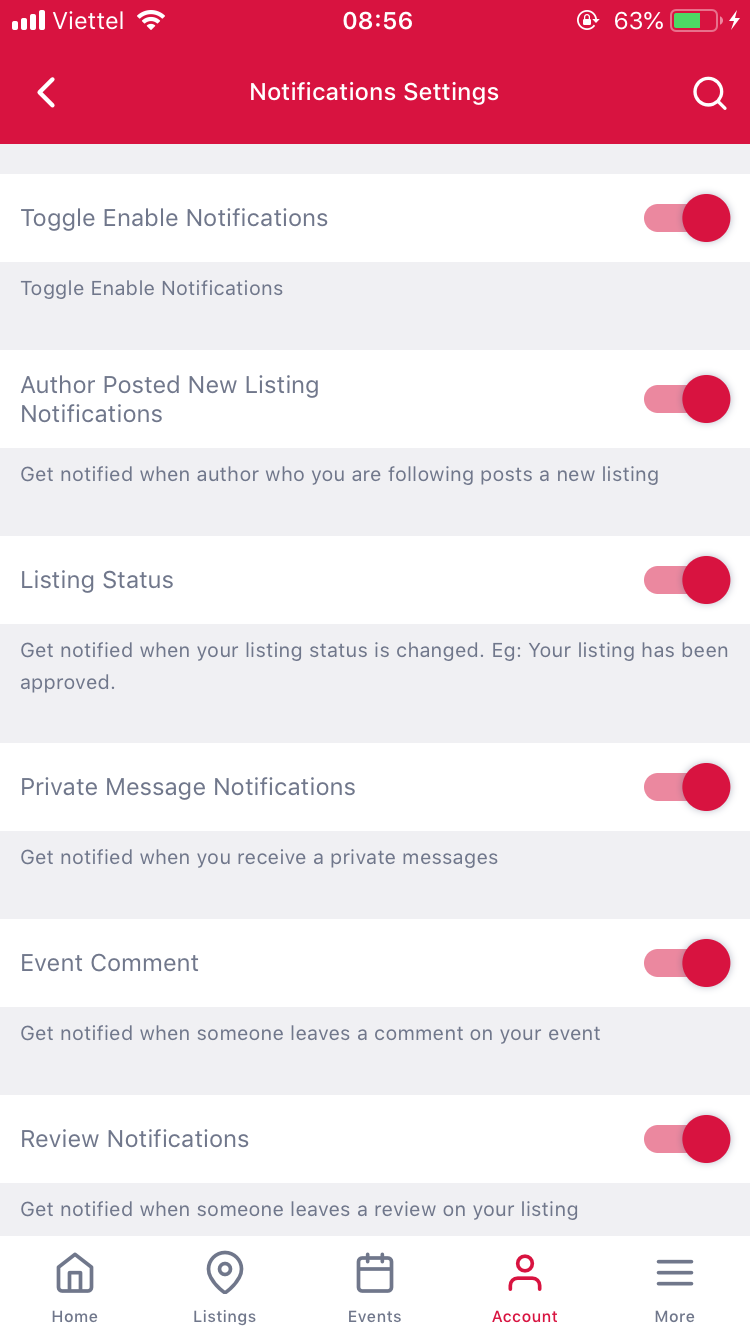 Viettel 08:56 63%
Notifications Settings
Toggle Enable Notifications
Toggle Enable Notifications
Author Posted New Listing
Notifications
Get notified when author who you are following posts a new listing
Listing Status
Get notified when your listing status is changed. Eg: Your listing has been
approved.
Private Message Notifications
Get notified when you receive a private messages
Event Comment
Get notified when someone leaves a comment on your event
Review Notifications
Get notified when someone leaves a review on your listing
Home Listings Events Account More